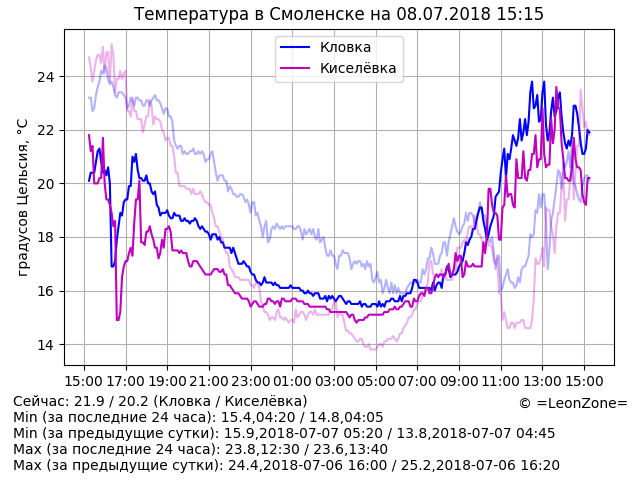 Температура в Смоленске на 08.07.2018 15:15
Кловка
Киселёвка
градусов Цельсия, °C
24
22
20
18
16
14
15:00 17:00 19:00 21:00 23:00 01:00 03:00 05:00 07:00 09:00 11:00 13:00 15:00
Сейчас: 21.9 / 20.2 (Кловка / Киселёвка)
© =LeonZone=
Min (за последние 24 часа): 15.4,04:20 / 14.8,04:05
Min (за предыдущие сутки): 15.9,2018-07-07 05:20 / 13.8,2018-07-07 04:45
Max (за последние 24 часа): 23.8,12:30 / 23.6,13:40
Max (за предыдущие сутки): 24.4,2018-07-06 16:00 / 25.2,2018-07-06 16:20